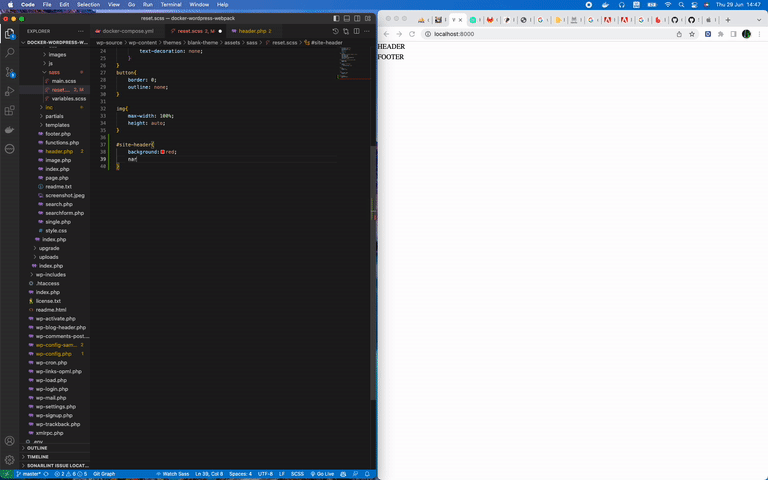 Code File Edit Selection View Go Run Terminal Window Help
Thu 29 Jun 14:47
reset.scss — docker-wordpress-webpack
EXPLORER
docker-compose.yml
reset.scss 2, M
header.php 2
DOCKER-WORDPRESS-W...
wp-source > wp-content > themes > blank-theme > assets > sass > reset.scss > #site-header
images
js
sass
main.scss
reset.... 2, M
variables.scss
inc
partials
templates
footer.php
functions.php
header.php 2
image.php
index.php
page.php
readme.txt
screenshot.jpeg
search.php
searchform.php
single.php
style.css
index.php
upgrade
uploads
index.php
wp-includes
.htaccess
index.php
license.txt
readme.html
wp-activate.php
wp-blog-header.php
wp-comments-post...
wp-config-sam... 3
wp-config.php 1
wp-cron.php
wp-links-opml.php
wp-load.php
wp-login.php
wp-mail.php
wp-settings.php
wp-signup.php
wp-trackback.php
xmlrpc.php
.env
OUTLINE
TIMELINE
SONARLINT ISSUE LOCAT...
24 text-decoration: none;
25 }
26 }
27 button{
28 border: 0;
29 outline: none;
30 }
31
32 img{
33 max-width: 100%;
34 height: auto;
35 }
36
37 #site-header{
38 background: red;
39 mar
40 }
master*
Git Graph
Watch Sass
Ln 39, Col 8
Spaces: 4
UTF-8
LF
SCSS
Go Live
localhost:8000
HEADER
FOOTER